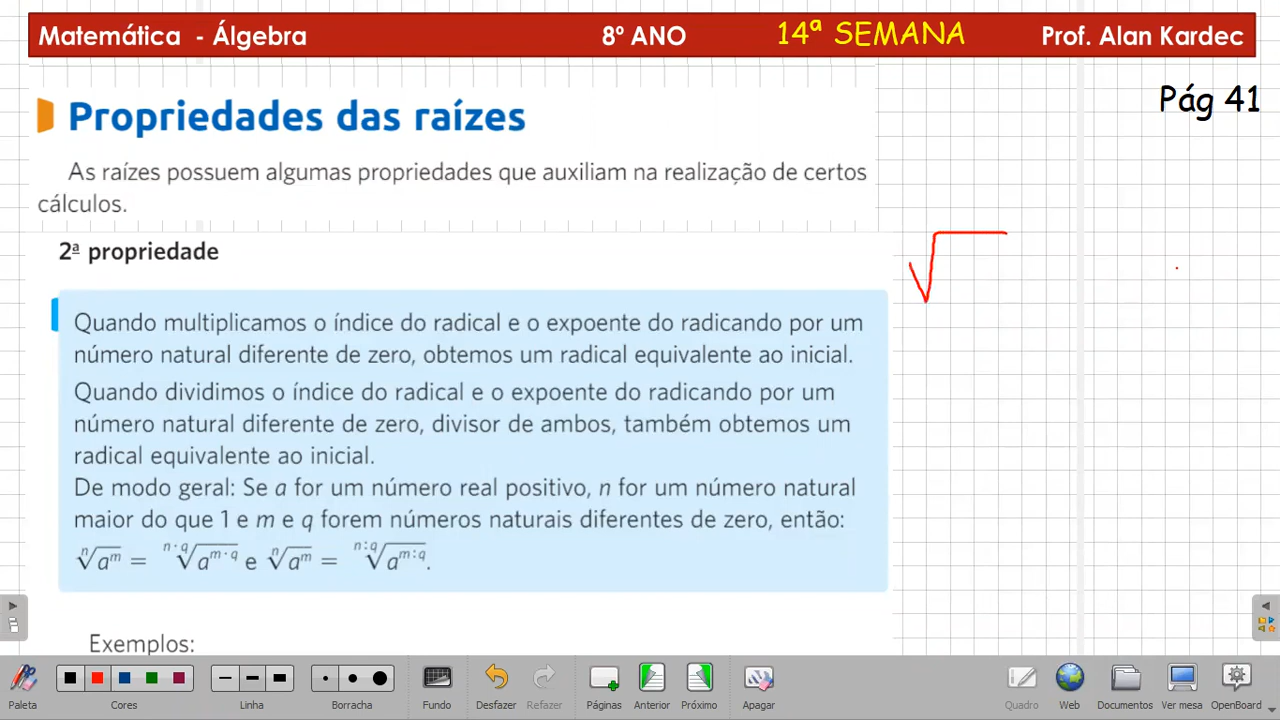 Matemática - Álgebra 8º ANO 14ª SEMANA Prof. Alan Kardec
Pág 41
Propriedades das raízes
As raízes possuem algumas propriedades que auxiliam na realização de certos
cálculos.
2ª propriedade
Quando multiplicamos o índice do radical e o expoente do radicando por um
número natural diferente de zero, obtemos um radical equivalente ao inicial.
Quando dividimos o índice do radical e o expoente do radicando por um
número natural diferente de zero, divisor de ambos, também obtemos um
radical equivalente ao inicial.
De modo geral: Se a for um número real positivo, n for um número natural
maior do que 1 e m e q forem números naturais diferentes de zero, então:
ⁿ√aᵐ = ⁿ·𐞥√aᵐ·𐞥 e ⁿ√aᵐ = ⁿ:𐞥√aᵐ:𐞥.
√
Exemplos:
Paleta Cores Linha Borracha Fundo Desfazer Refazer Páginas Anterior Próximo Apagar Quadro Web Documentos Ver mesa OpenBoard